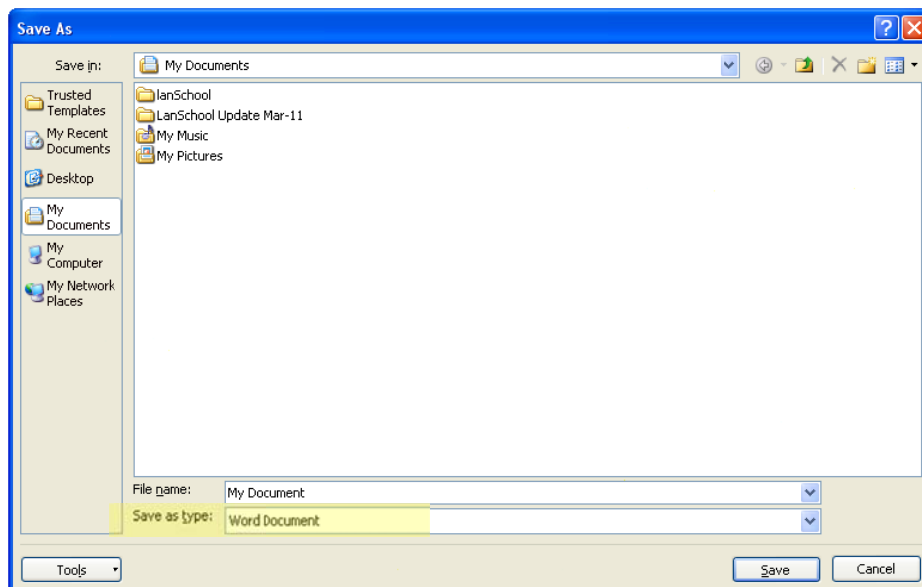 Save As
Save in:
My Documents
Trusted
Templates
My Recent
Documents
Desktop
My
Documents
My
Computer
My Network
Places
lanSchool
LanSchool Update Mar-11
My Music
My Pictures
File name:
My Document
Save as type:
Word Document
Tools
Save
Cancel